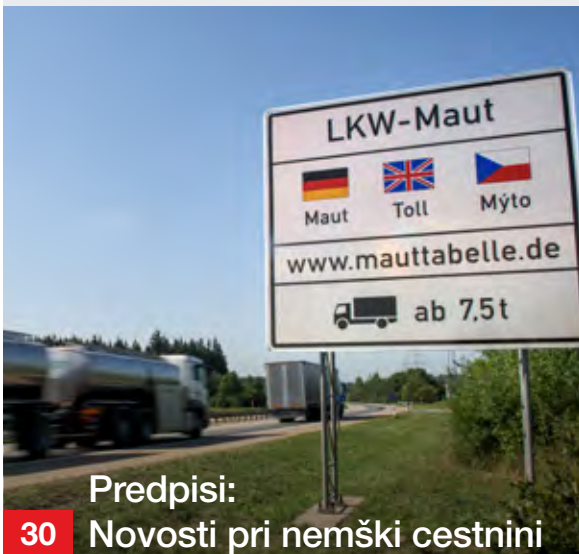 LKW-Maut
Maut Toll Mýto
www.mauttabelle.de
ab 7,5t
Predpisi:
30 Novosti pri nemški cestnini